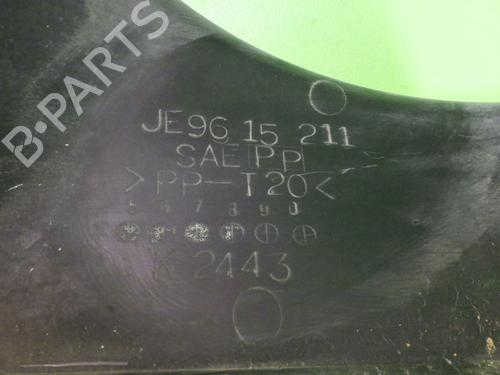 B-PARTS
JE96 15 211
SAE PP
>PP-T20<
5 6 7 8 9 0
K 2443